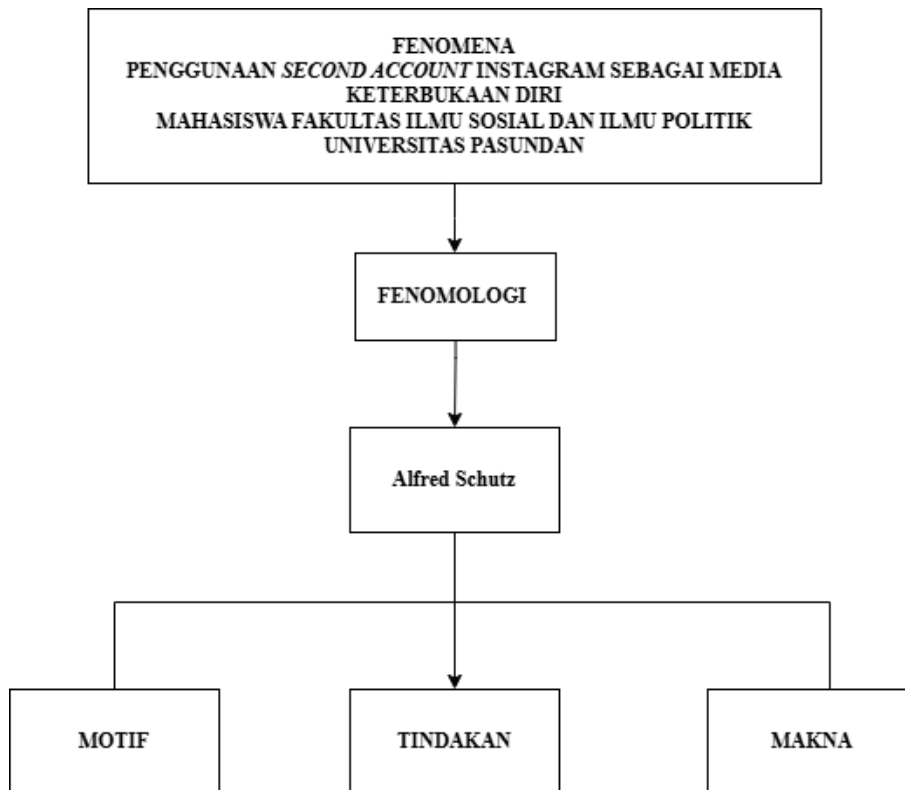 FENOMENA
PENGGUNAAN SECOND ACCOUNT INSTAGRAM SEBAGAI MEDIA
KETERBUKAAN DIRI
MAHASISWA FAKULTAS ILMU SOSIAL DAN ILMU POLITIK
UNIVERSITAS PASUNDAN
FENOMOLOGI
Alfred Schutz
MOTIF
TINDAKAN
MAKNA